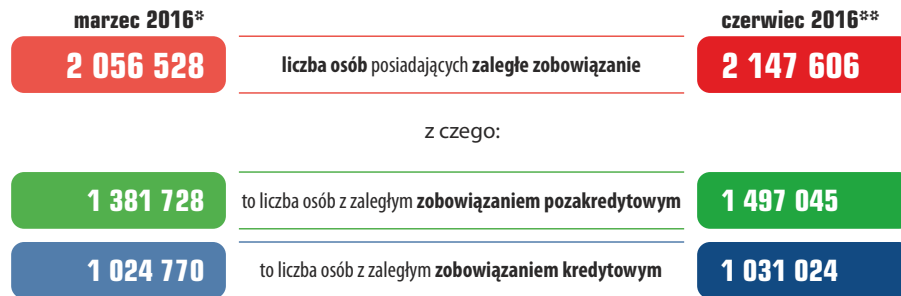 marzec 2016* czerwiec 2016**
2 056 528 liczba osób posiadających zaległe zobowiązanie 2 147 606
z czego:
1 381 728 to liczba osób z zaległym zobowiązaniem pozakredytowym 1 497 045
1 024 770 to liczba osób z zaległym zobowiązaniem kredytowym 1 031 024